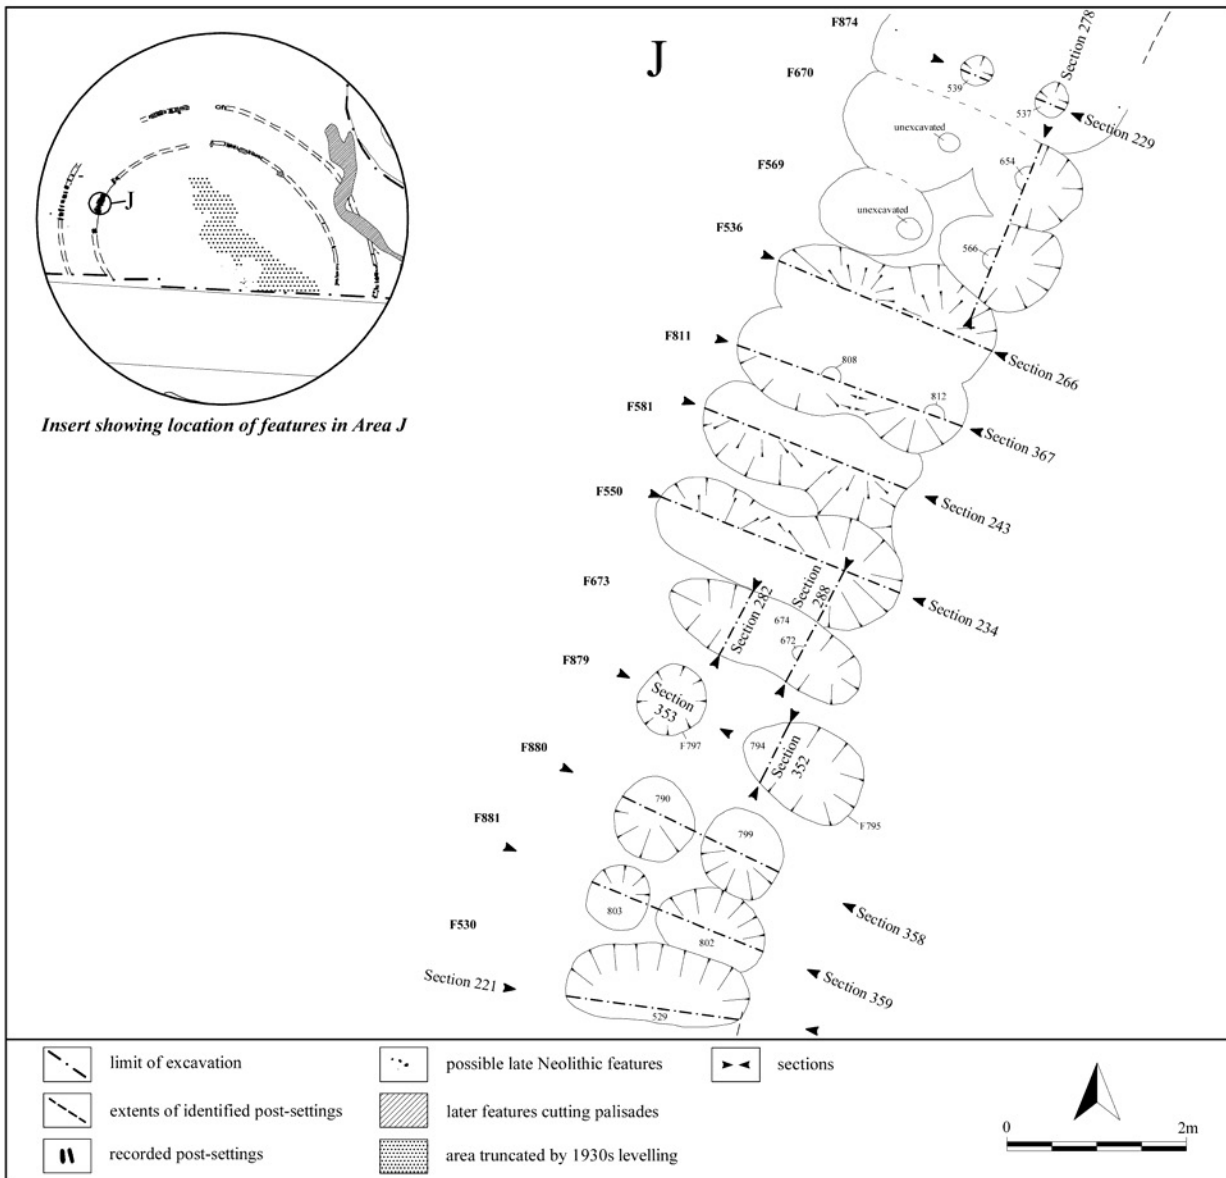 J
Insert showing location of features in Area J
J
F874
F670
F569
F536
F811
F581
F550
F673
F879
F880
F881
F530
Section 221
539
537
Section 278
Section 229
unexcavated
654
unexcavated
566
Section 266
808
812
Section 367
Section 243
Section 234
Section 282
Section 288
674
672
Section 353
F797
794
Section 352
F795
790
799
Section 358
803
802
Section 359
529
limit of excavation
extents of identified post-settings
recorded post-settings
possible late Neolithic features
later features cutting palisades
area truncated by 1930s levelling
sections
0 2m